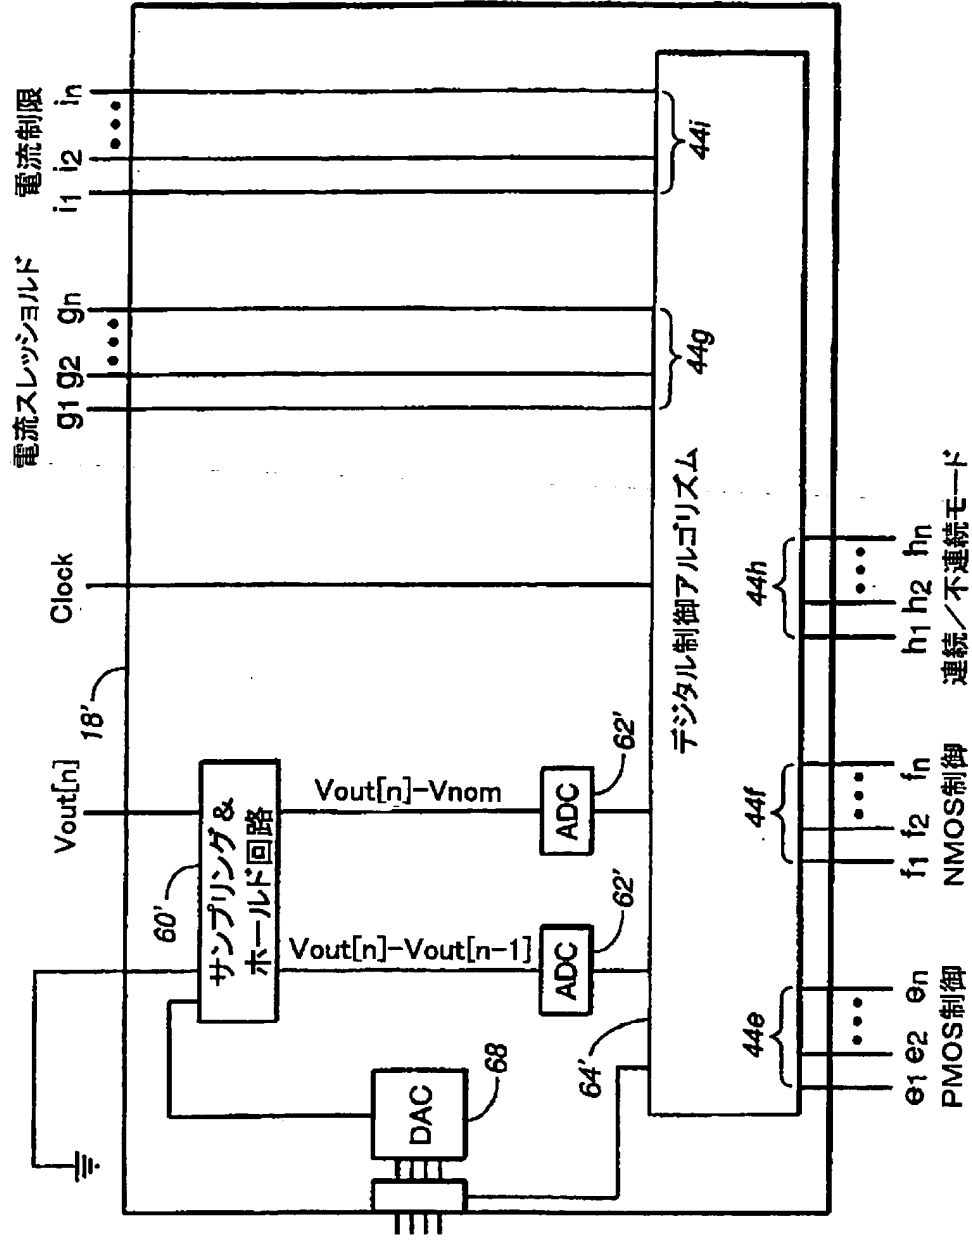 Vout[n]
Clock
電流スレッショルド
g1 g2 gn
電流制限
i1 i2 in
18'
60'
サンプリング &
ホールド回路
Vout[n]-Vout[n-1]
Vout[n]-Vnom
ADC
62'
ADC
62'
DAC
68
64'
デジタル制御アルゴリズム
44g
44i
44e
44f
44h
e1 e2 en
PMOS制御
f1 f2 fn
NMOS制御
h1 h2 hn
連続／不連続モード